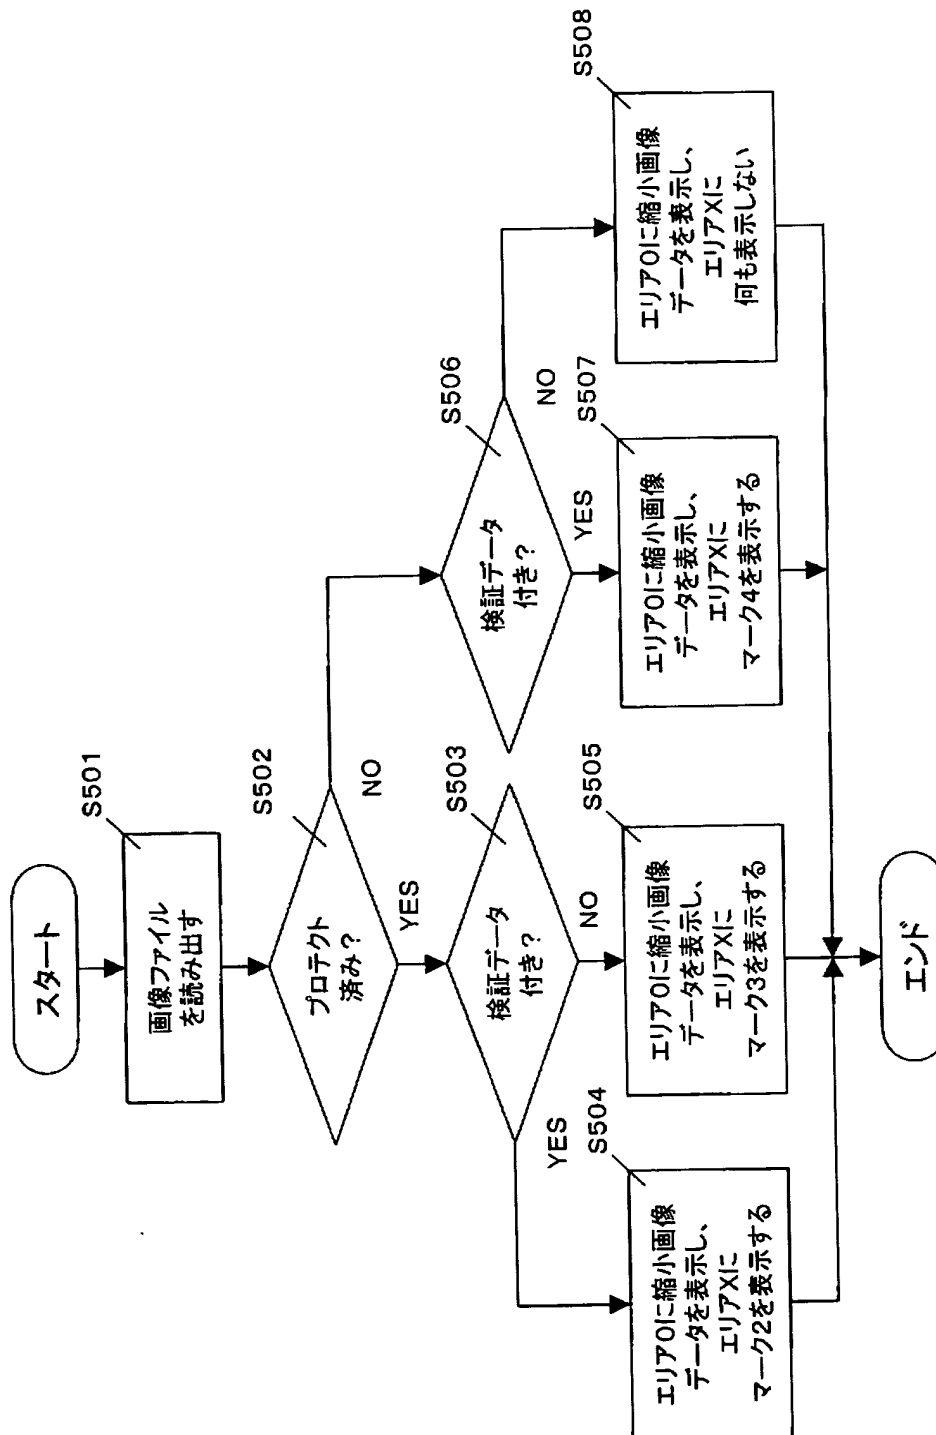 スタート
S501
画像ファイル
を読み出す
S502
プロテクト
済み?
NO
YES
S503
検証データ
付き?
YES
NO
S504
エリア0に縮小画像
データを表示し、
エリアXに
マーク2を表示する
S505
エリア0に縮小画像
データを表示し、
エリアXに
マーク3を表示する
S506
検証データ
付き?
YES
NO
S507
エリア0に縮小画像
データを表示し、
エリアXに
マーク4を表示する
S508
エリア0に縮小画像
データを表示し、
エリアXに
何も表示しない
エンド